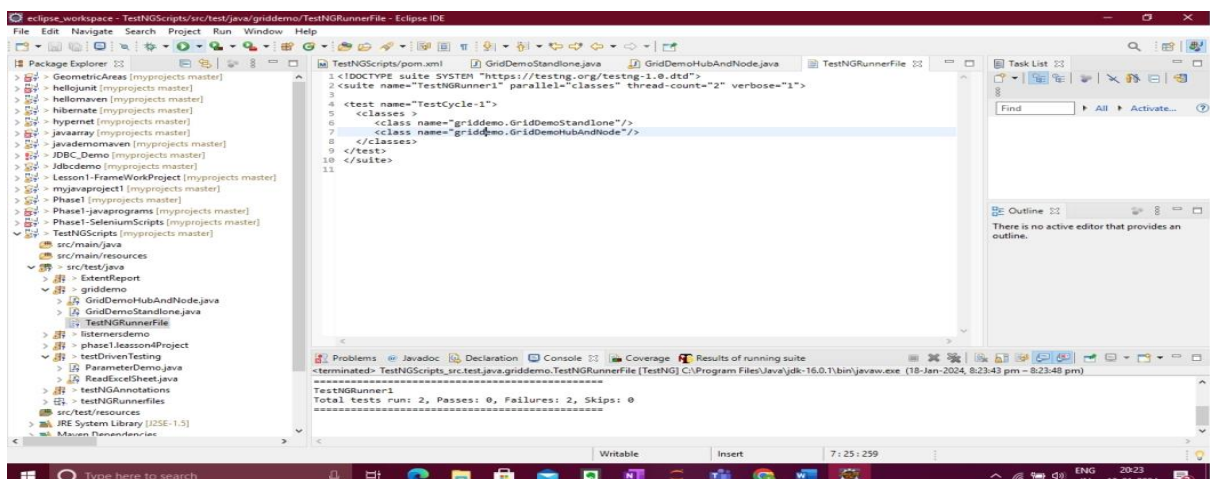 eclipse_workspace - TestNGScripts/src/test/java/griddemo/TestNGRunnerFile - Eclipse IDE
File Edit Navigate Search Project Run Window Help
Package Explorer
> GeometricAreas [myprojects master]
> hellojunit [myprojects master]
> hellomaven [myprojects master]
> hibernate [myprojects master]
> hypernet [myprojects master]
> javaarray [myprojects master]
> javademomaven [myprojects master]
> JDBC_Demo [myprojects master]
> Jdbcdemo [myprojects master]
> Lesson1-FrameWorkProject [myprojects master]
> myjavaproject1 [myprojects master]
> Phase1 [myprojects master]
> Phase1-javaprograms [myprojects master]
> Phase1-SeleniumScripts [myprojects master]
> TestNGScripts [myprojects master]
src/main/java
src/main/resources
> src/test/java
> ExtentReport
> griddemo
> GridDemoHubAndNode.java
> GridDemoStandlone.java
TestNGRunnerFile
> listernersdemo
> phase1.leasson4Project
> testDrivenTesting
> ParameterDemo.java
> ReadExcelSheet.java
> testNGAnnotations
> testNGRunnerfiles
src/test/resources
JRE System Library [J2SE-1.5]
Maven Dependencies
TestNGScripts/pom.xml GridDemoStandlone.java GridDemoHubAndNode.java TestNGRunnerFile
1 <!DOCTYPE suite SYSTEM "https://testng.org/testng-1.0.dtd">
2 <suite name="TestNGRunner1" parallel="classes" thread-count="2" verbose="1">
3
4 <test name="TestCycle-1">
5 <classes >
6 <class name="griddemo.GridDemoStandlone"/>
7 <class name="griddemo.GridDemoHubAndNode"/>
8 </classes>
9 </test>
10 </suite>
11
Task List
Find All Activate...
Outline
There is no active editor that provides an
outline.
Problems Javadoc Declaration Console Coverage Results of running suite
<terminated> TestNGScripts_src.test.java.griddemo.TestNGRunnerFile [TestNG] C:\Program Files\Java\jdk-16.0.1\bin\javaw.exe (18-Jan-2024, 8:23:43 pm – 8:23:48 pm)
===============================================
TestNGRunner1
Total tests run: 2, Passes: 0, Failures: 2, Skips: 0
===============================================
Writable Insert 7 : 25 : 259
Type here to search
ENG 20:23